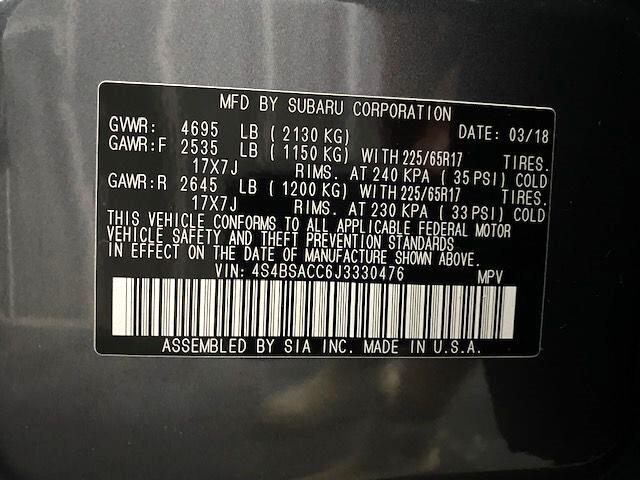 MFD BY SUBARU CORPORATION
GVWR: 4695 LB (2130 KG) DATE: 03/18
GAWR:F 2535 LB (1150 KG) WITH 225/65R17 TIRES.
17X7J RIMS. AT 240 KPA (35 PSI) COLD
GAWR:R 2645 LB (1200 KG) WITH 225/65R17 TIRES.
17X7J RIMS. AT 230 KPA (33 PSI) COLD
THIS VEHICLE CONFORMS TO ALL APPLICABLE FEDERAL MOTOR
VEHICLE SAFETY AND THEFT PREVENTION STANDARDS
IN EFFECT ON THE DATE OF MANUFACTURE SHOWN ABOVE.
VIN: 4S4BSACC6J3330476 MPV
ASSEMBLED BY SIA INC. MADE IN U.S.A.